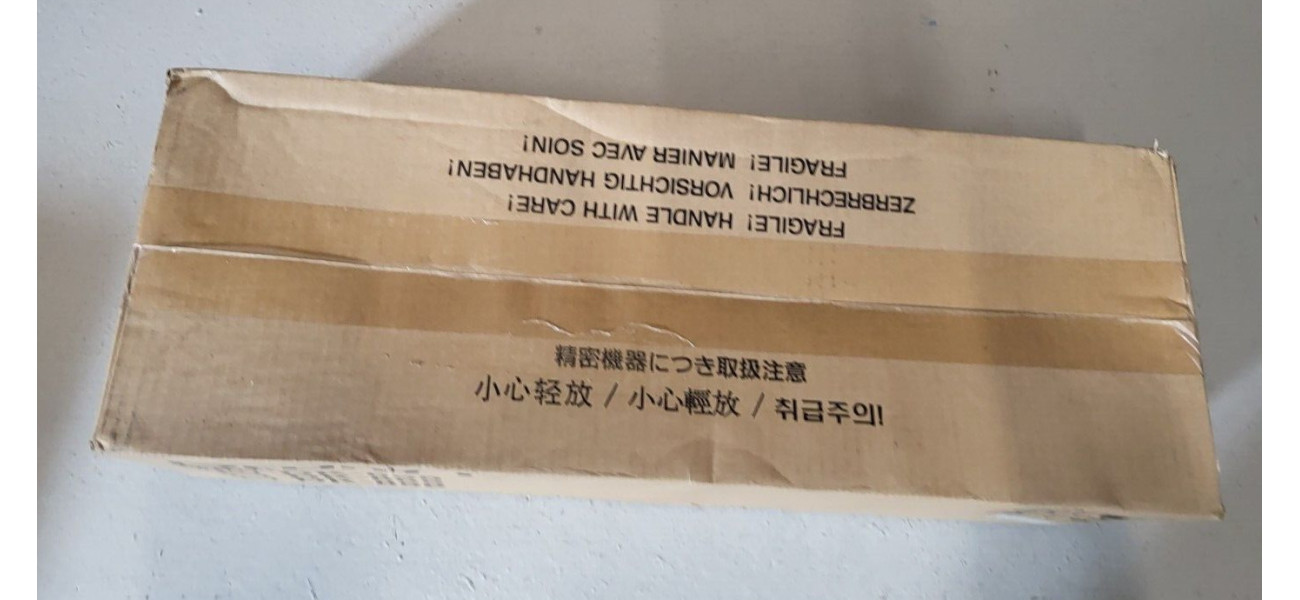 FRAGILE! HANDLE WITH CARE!
ZERBRECHLICH! VORSICHTIG HANDHABEN!
FRAGILE! MANIER AVEC SOIN!
精密機器につき取扱注意
小心轻放 / 小心輕放 / 취급주의!